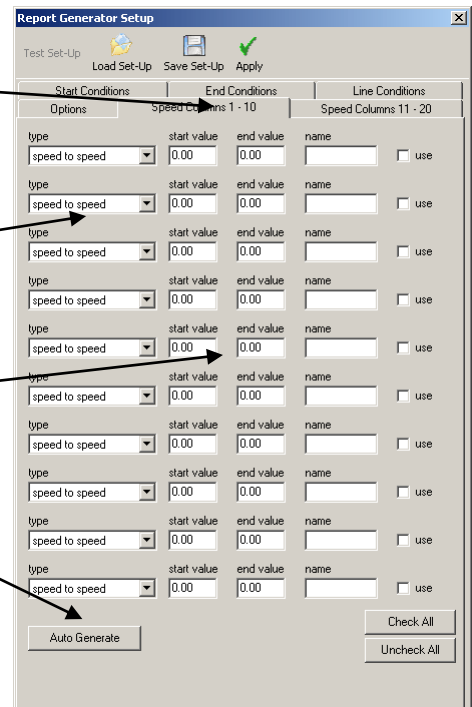 Report Generator Setup
Test Set-Up Load Set-Up Save Set-Up Apply
Start Conditions End Conditions Line Conditions
Options Speed Columns 1 - 10 Speed Columns 11 - 20
type start value end value name
speed to speed 0.00 0.00 use
type start value end value name
speed to speed 0.00 0.00 use
type start value end value name
speed to speed 0.00 0.00 use
type start value end value name
speed to speed 0.00 0.00 use
type start value end value name
speed to speed 0.00 0.00 use
type start value end value name
speed to speed 0.00 0.00 use
type start value end value name
speed to speed 0.00 0.00 use
type start value end value name
speed to speed 0.00 0.00 use
type start value end value name
speed to speed 0.00 0.00 use
type start value end value name
speed to speed 0.00 0.00 use
Check All
Auto Generate
Uncheck All